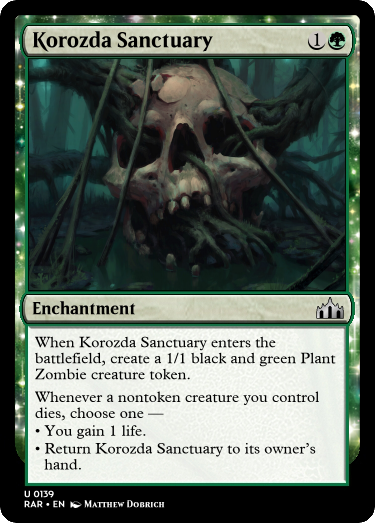 Korozda Sanctuary 1
Enchantment
When Korozda Sanctuary enters the
battlefield, create a 1/1 black and green Plant
Zombie creature token.
Whenever a nontoken creature you control
dies, choose one —
• You gain 1 life.
• Return Korozda Sanctuary to its owner's
hand.
U 0139
RAR • EN Matthew Dobrich